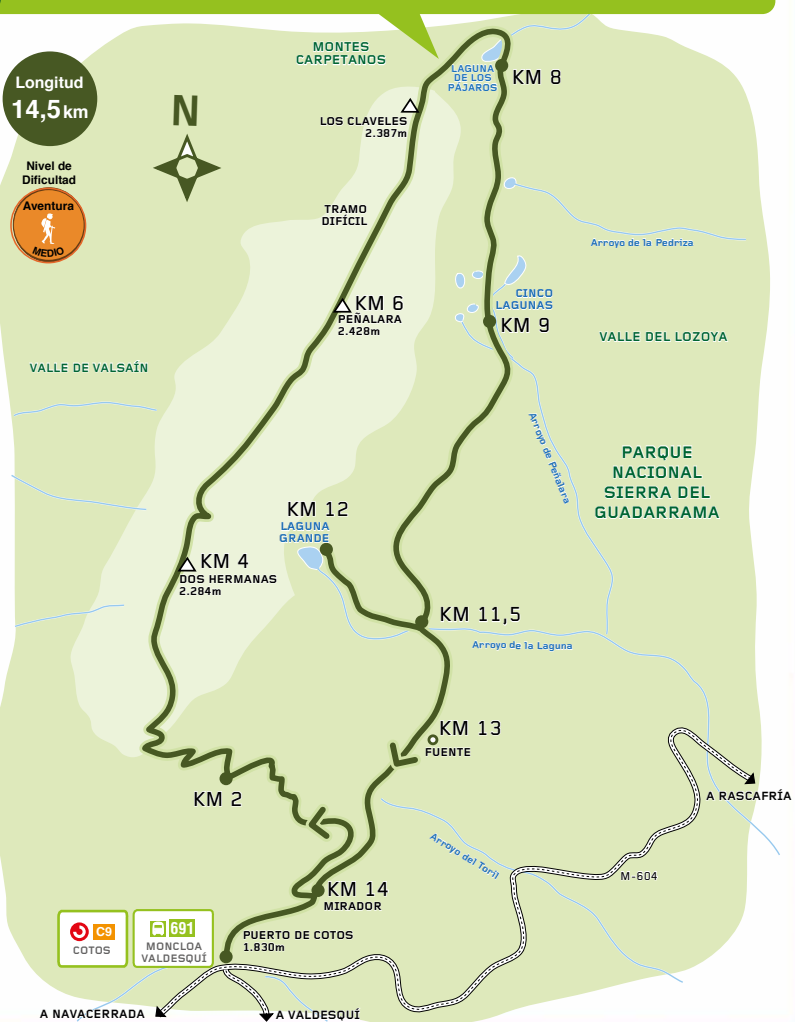 MONTES
CARPETANOS
Longitud
14,5 km
N
Nivel de
Dificultad
Aventura
MEDIO
LAGUNA
DE LOS
PÁJAROS
KM 8
LOS CLAVELES
2.387m
TRAMO
DIFÍCIL
Arroyo de la Pedriza
CINCO
LAGUNAS
KM 6
PEÑALARA
2.428m
KM 9
VALLE DEL LOZOYA
VALLE DE VALSAÍN
Arroyo de Peñalara
PARQUE
NACIONAL
SIERRA DEL
GUADARRAMA
KM 12
LAGUNA
GRANDE
KM 4
DOS HERMANAS
2.284m
KM 11,5
Arroyo de la Laguna
KM 13
FUENTE
KM 2
A RASCAFRÍA
Arroyo del Toril
M-604
KM 14
MIRADOR
C9
COTOS
691
MONCLOA
VALDESQUÍ
PUERTO DE COTOS
1.830m
A NAVACERRADA
A VALDESQUÍ